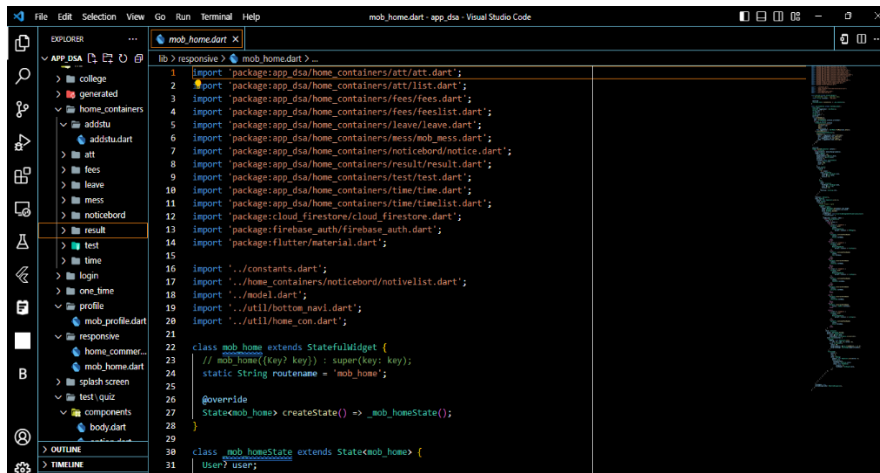 File Edit Selection View Go Run Terminal Help
mob_home.dart - app_dsa - Visual Studio Code
EXPLORER
APP_DSA
college
generated
home_containers
addstu
addstu.dart
att
fees
leave
mess
noticebord
result
test
time
login
one_time
profile
mob_profile.dart
responsive
home_commer...
mob_home.dart
splash screen
test \ quiz
components
body.dart
OUTLINE
TIMELINE
mob_home.dart
lib > responsive > mob_home.dart > ...
1 import 'package:app_dsa/home_containers/att/att.dart';
2 import 'package:app_dsa/home_containers/att/list.dart';
3 import 'package:app_dsa/home_containers/fees/fees.dart';
4 import 'package:app_dsa/home_containers/fees/feeslist.dart';
5 import 'package:app_dsa/home_containers/leave/leave.dart';
6 import 'package:app_dsa/home_containers/mess/mob_mess.dart';
7 import 'package:app_dsa/home_containers/noticebord/notice.dart';
8 import 'package:app_dsa/home_containers/result/result.dart';
9 import 'package:app_dsa/home_containers/test/test.dart';
10 import 'package:app_dsa/home_containers/time/time.dart';
11 import 'package:app_dsa/home_containers/time/timelist.dart';
12 import 'package:cloud_firestore/cloud_firestore.dart';
13 import 'package:firebase_auth/firebase_auth.dart';
14 import 'package:flutter/material.dart';
15
16 import '../constants.dart';
17 import '../home_containers/noticebord/notivelist.dart';
18 import '../model.dart';
19 import '../util/bottom_navi.dart';
20 import '../util/home_con.dart';
21
22 class mob_home extends StatefulWidget {
23 // mob_home({Key? key}) : super(key: key);
24 static String routename = 'mob_home';
25
26 @override
27 State<mob_home> createState() => _mob_homeState();
28 }
29
30 class _mob_homeState extends State<mob_home> {
31 User? user;